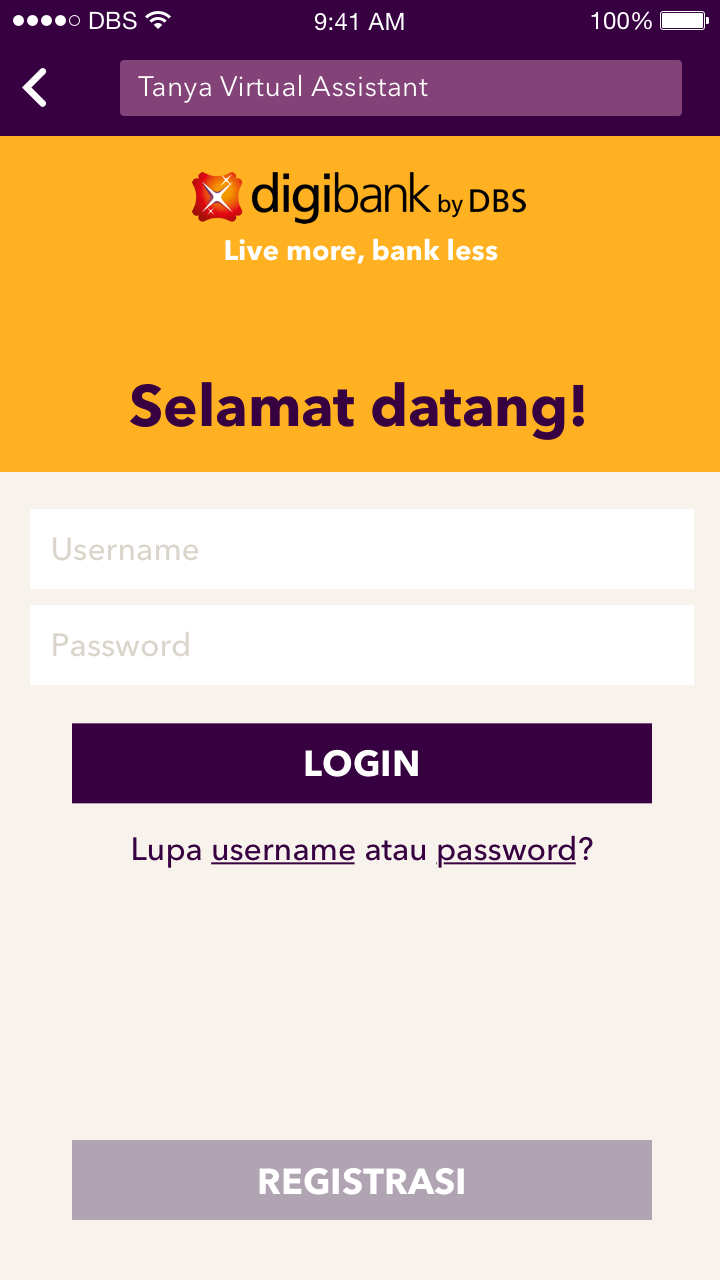 DBS 9:41 AM 100%
Tanya Virtual Assistant
digibank by DBS
Live more, bank less
Selamat datang!
Username
Password
LOGIN
Lupa username atau password?
REGISTRASI